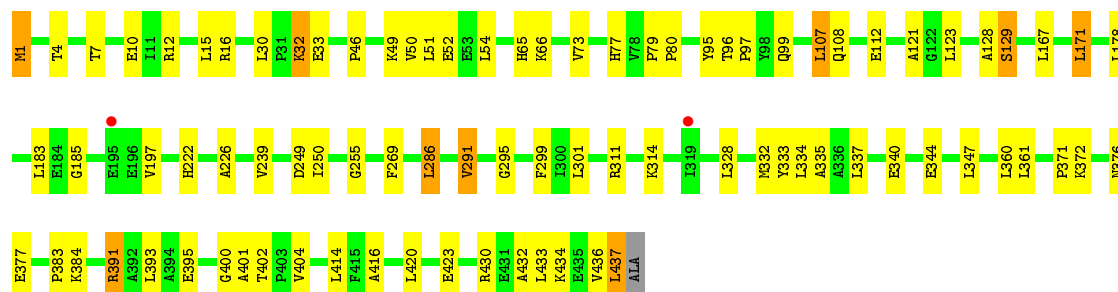 M1 T4 T7 E10 I11 R12 L15 R16 L30 P31 K32 E33 P46 K49 V50 L51 E52 E53 L54 H65 K66 V73 H77 V78 P79 P80 Y95 T96 P97 Y98 Q99 L107 Q108 E112 A121 G122 L123 A128 S129 L167 L171 L178
L183 E184 G185 E195 E196 V197 H222 A226 V239 D249 I250 G255 F269 L286 V291 G295 F299 I300 L301 R311 K314 I319 L328 M332 Y333 L334 A335 A336 L337 E340 E344 L347 L360 L361 P371 K372 N376
E377 P383 K384 R391 A392 L393 A394 E395 G400 A401 T402 P403 V404 L414 F415 A416 L420 E423 R430 E431 A432 L433 K434 E435 V436 L437 ALA